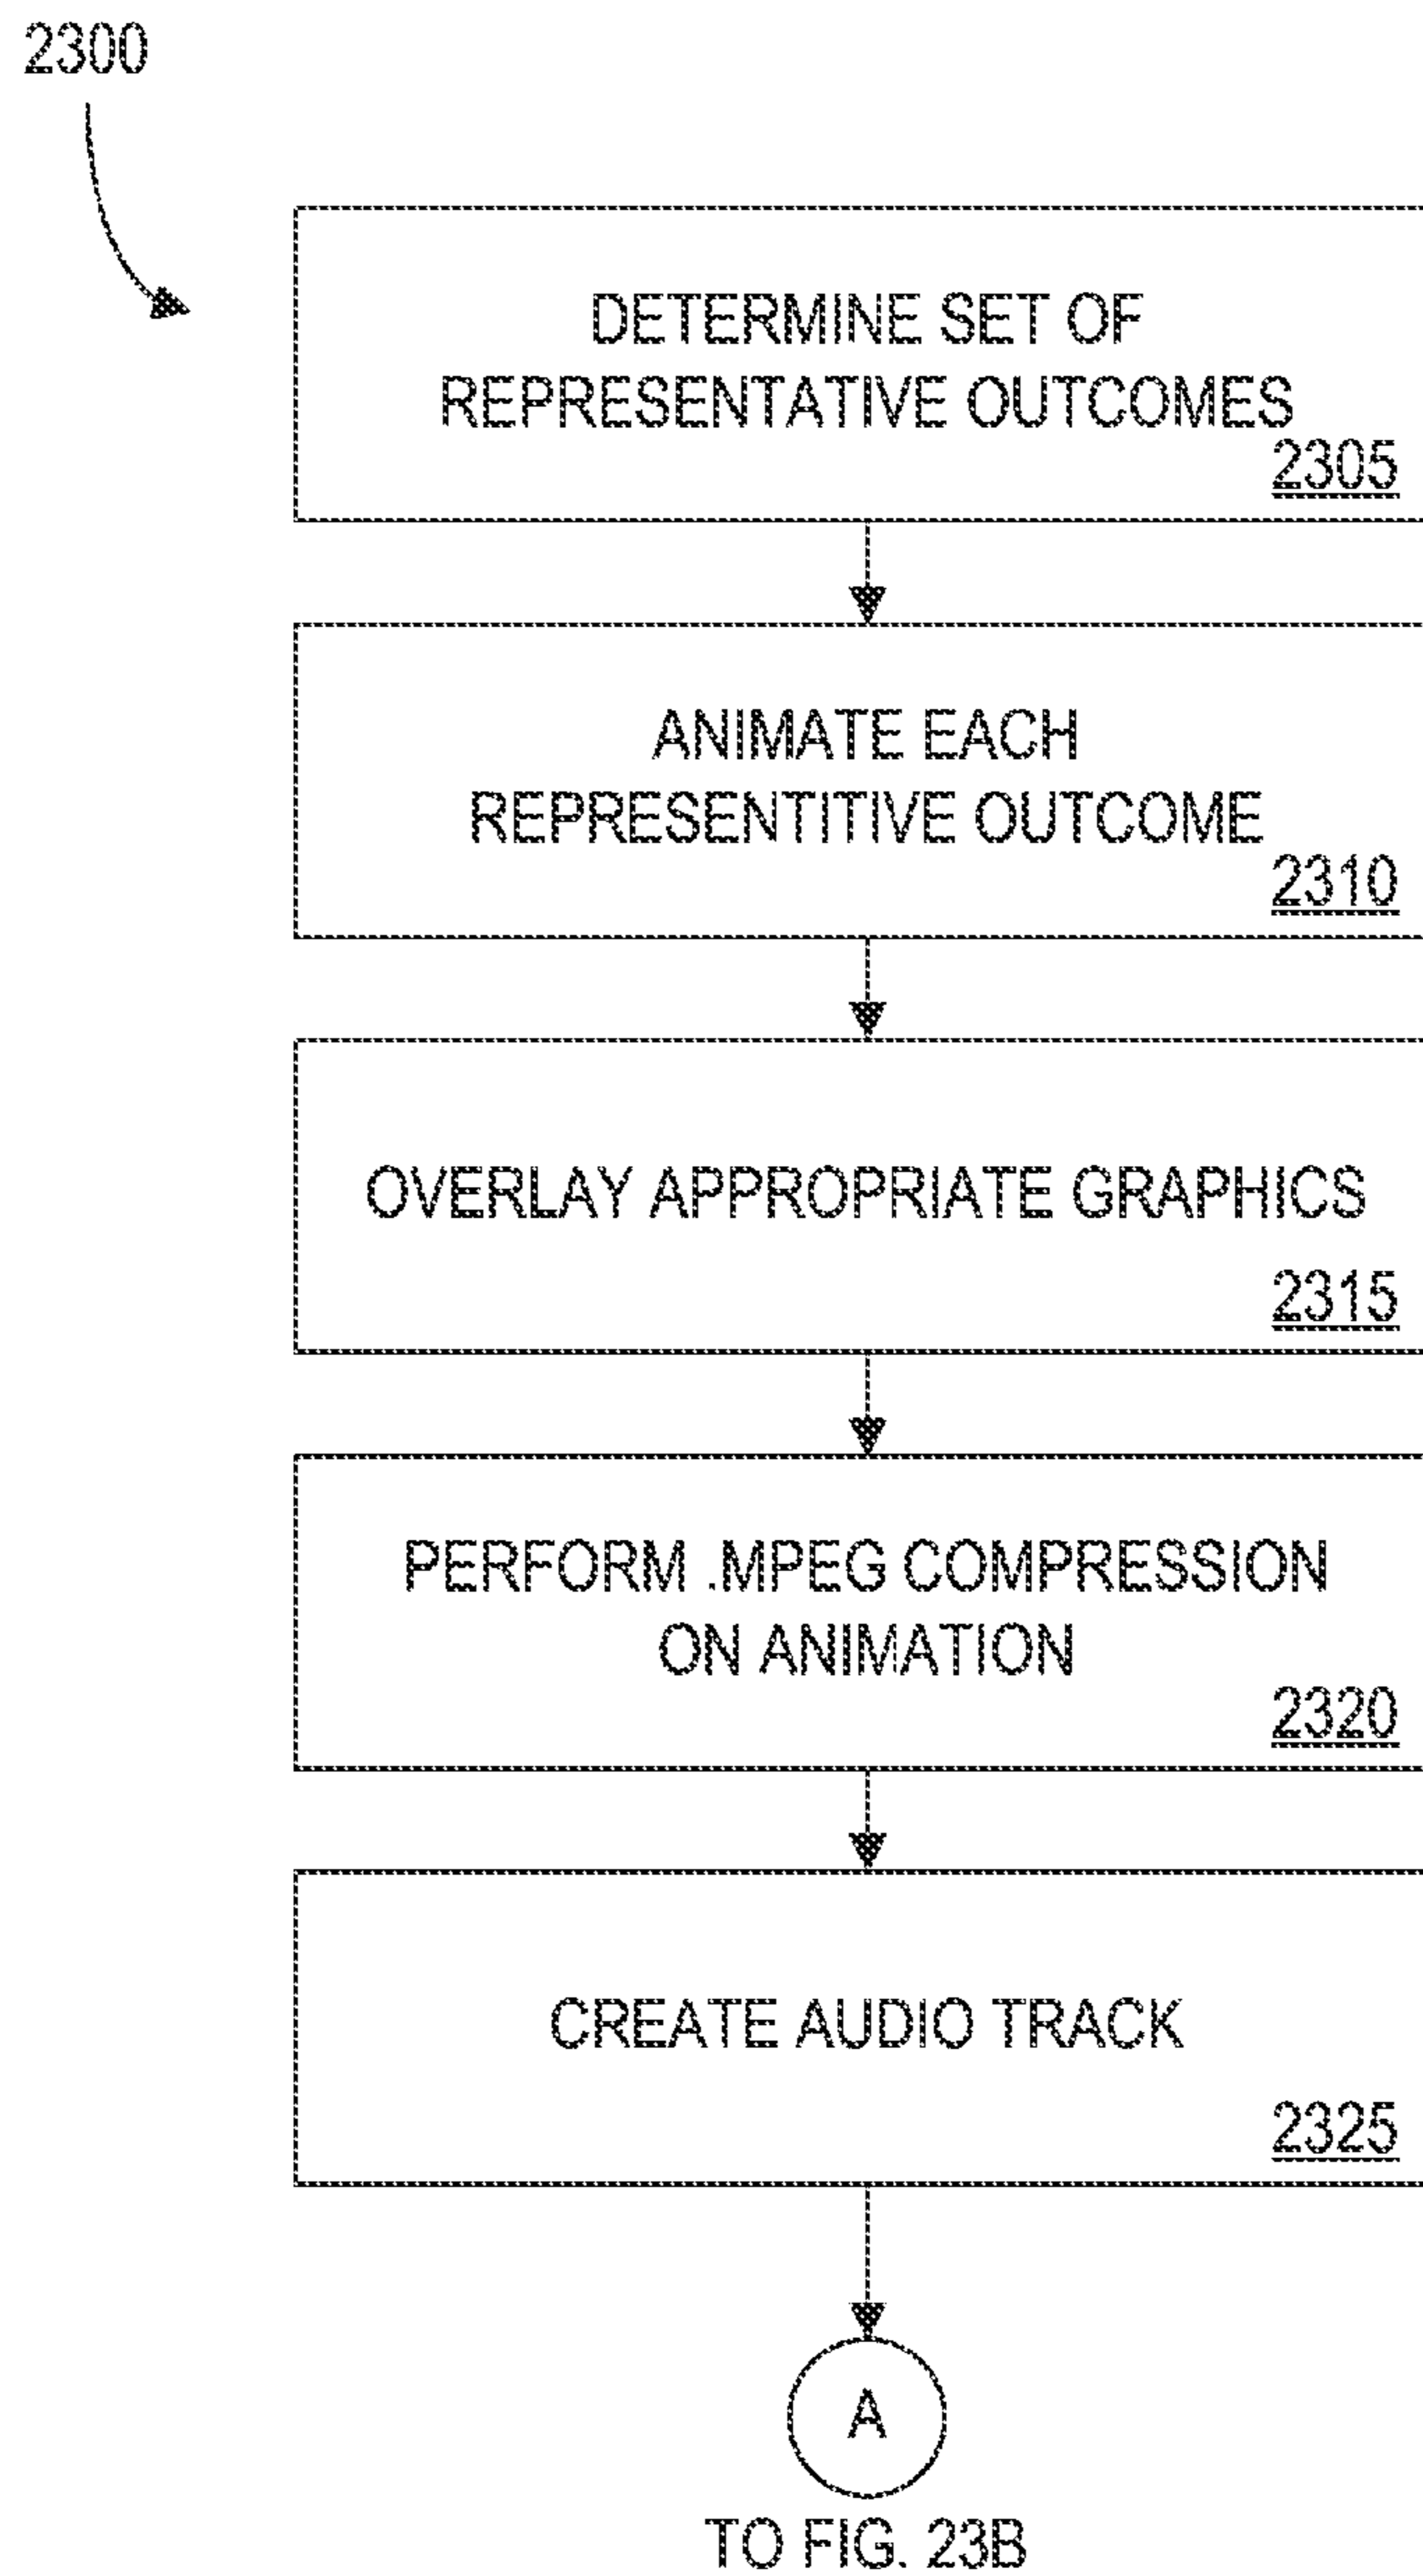 2300
DETERMINE SET OF
REPRESENTATIVE OUTCOMES
2305
ANIMATE EACH
REPRESENTITIVE OUTCOME
2310
OVERLAY APPROPRIATE GRAPHICS
2315
PERFORM .MPEG COMPRESSION
ON ANIMATION
2320
CREATE AUDIO TRACK
2325
A
TO FIG. 23B